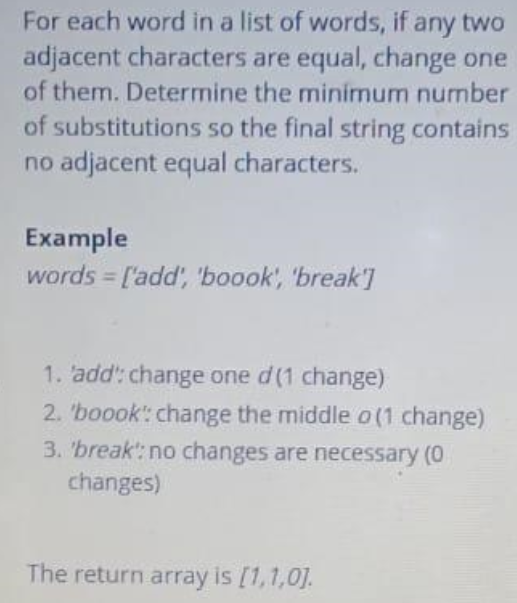 For each word in a list of words, if any two
adjacent characters are equal, change one
of them. Determine the minimum number
of substitutions so the final string contains
no adjacent equal characters.
Example
words = ['add', 'boook', 'break']
1. 'add': change one d (1 change)
2. 'boook': change the middle o (1 change)
3. 'break': no changes are necessary (0
changes)
The return array is [1,1,0].